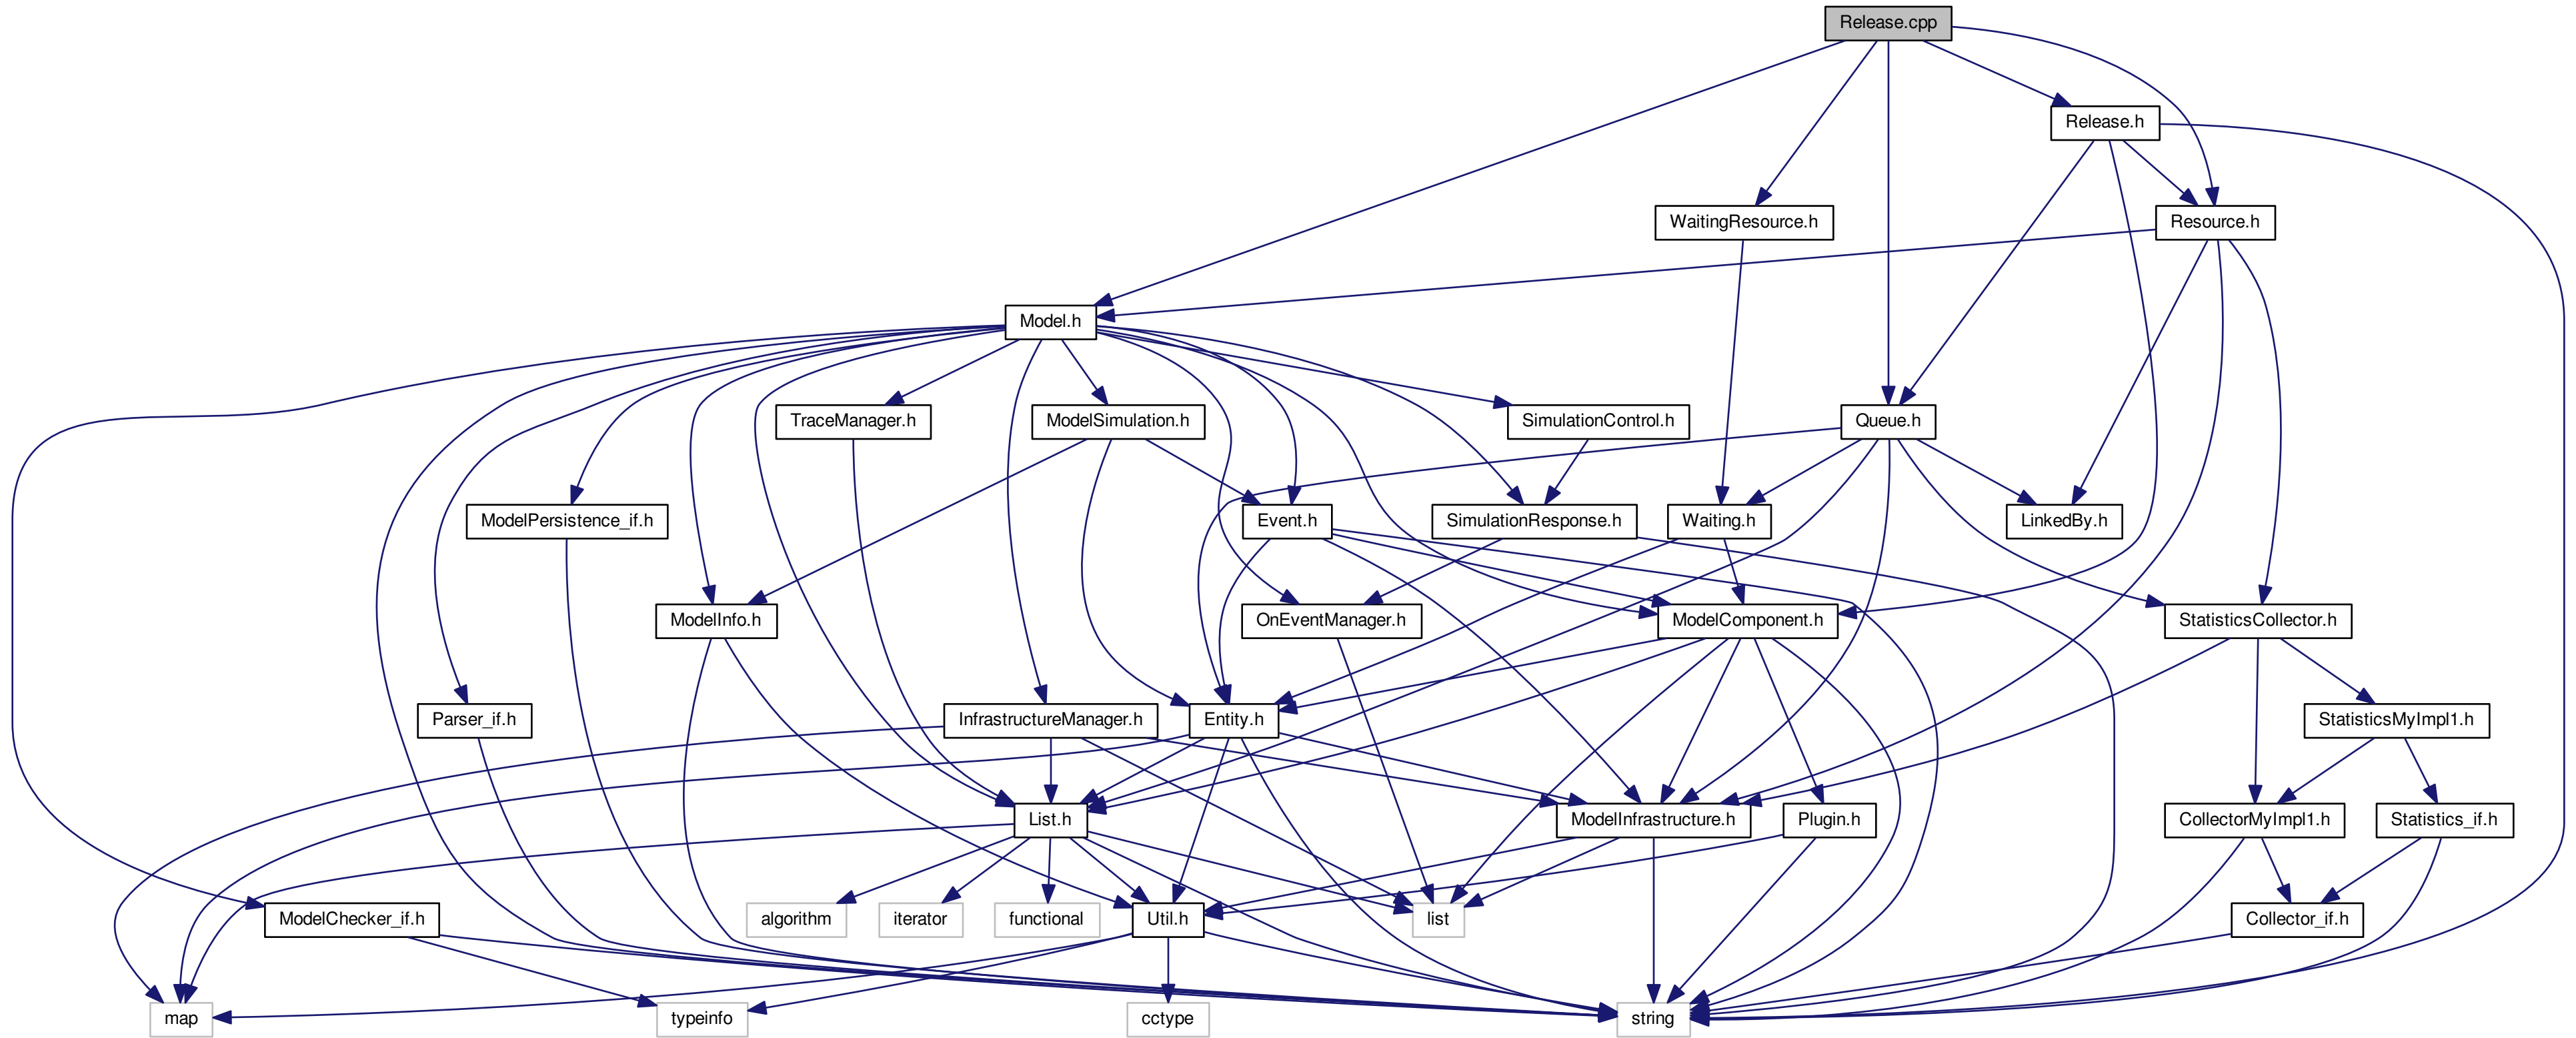 Release.cpp
Release.h
WaitingResource.h
Resource.h
Model.h
TraceManager.h
ModelSimulation.h
SimulationControl.h
Queue.h
ModelPersistence_if.h
Event.h
SimulationResponse.h
Waiting.h
LinkedBy.h
ModelInfo.h
OnEventManager.h
ModelComponent.h
StatisticsCollector.h
Parser_if.h
InfrastructureManager.h
Entity.h
StatisticsMyImpl1.h
List.h
ModelInfrastructure.h
Plugin.h
CollectorMyImpl1.h
Statistics_if.h
ModelChecker_if.h
algorithm
iterator
functional
Util.h
list
Collector_if.h
map
typeinfo
cctype
string